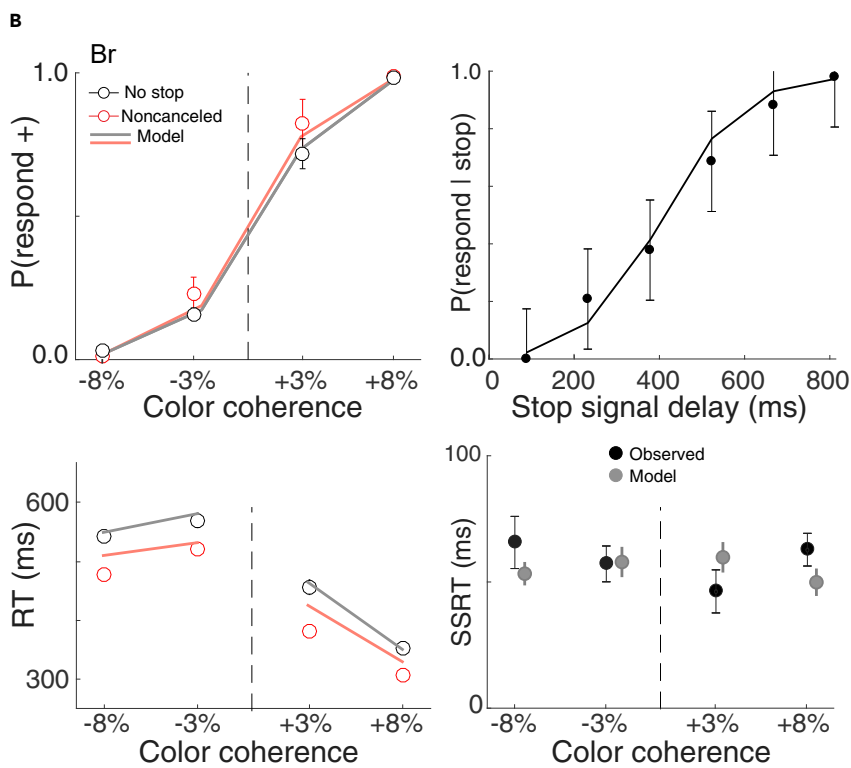 B
Br
1.0
No stop
Noncanceled
Model
P(respond +)
0.0
-8%
-3%
+3%
+8%
Color coherence
1.0
P(respond | stop)
0.0
0
200
400
600
800
Stop signal delay (ms)
600
RT (ms)
300
-8%
-3%
+3%
+8%
Color coherence
100
Observed
Model
SSRT (ms)
0
-8%
-3%
+3%
+8%
Color coherence